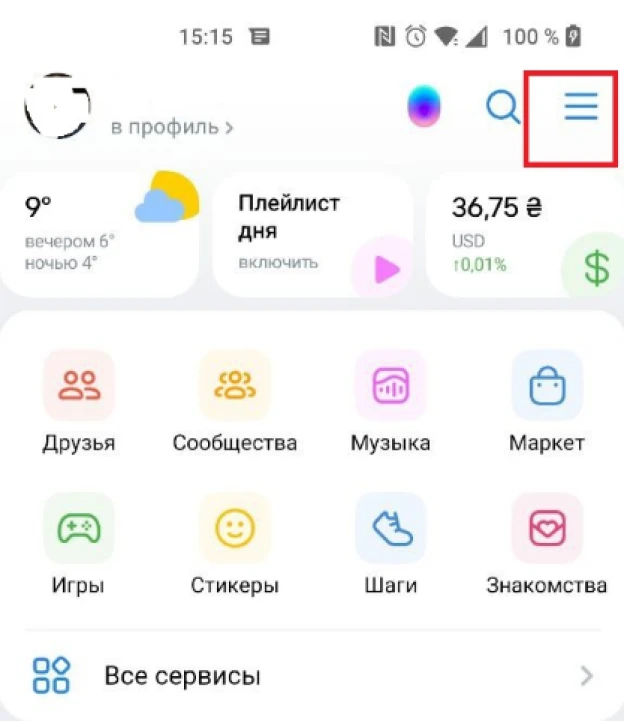 15:15 100 %
в профиль >
9°
вечером 6°
ночью 4°
Плейлист
дня
включить
36,75 ₴
USD
↑0,01%
$
Друзья Сообщества Музыка Маркет
Игры Стикеры Шаги Знакомства
Все сервисы >